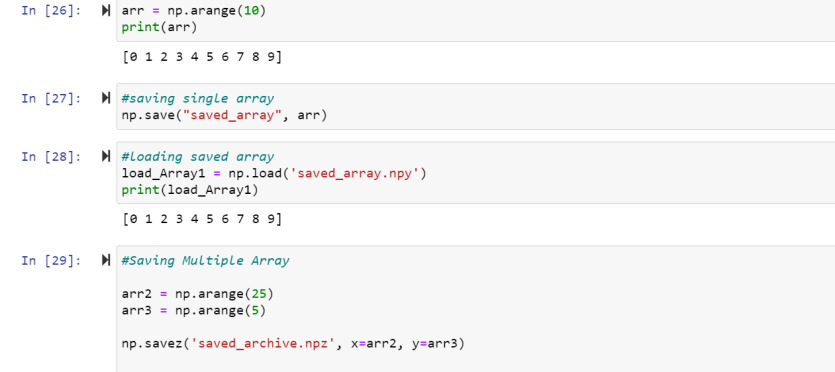 In [26]: arr = np.arange(10)
print(arr)
[0 1 2 3 4 5 6 7 8 9]
In [27]: #saving single array
np.save("saved_array", arr)
In [28]: #loading saved array
load_Array1 = np.load('saved_array.npy')
print(load_Array1)
[0 1 2 3 4 5 6 7 8 9]
In [29]: #Saving Multiple Array
arr2 = np.arange(25)
arr3 = np.arange(5)
np.savez('saved_archive.npz', x=arr2, y=arr3)